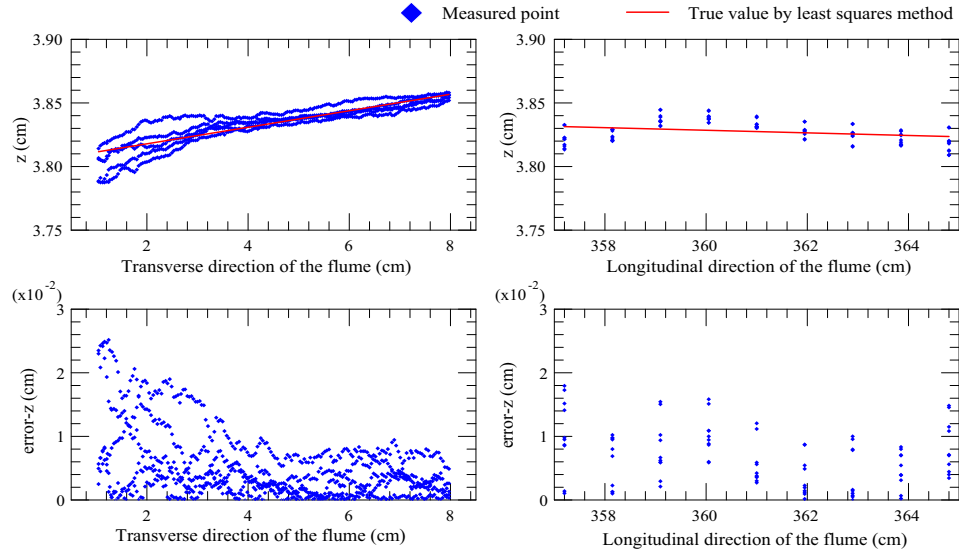 Measured point
True value by least squares method
3.90
3.85
3.80
3.75
z (cm)
2
4
6
8
Transverse direction of the flume (cm)
3.90
3.85
3.80
3.75
z (cm)
358
360
362
364
Longitudinal direction of the flume (cm)
(x10-2)
3
2
1
0
error-z (cm)
2
4
6
8
Transverse direction of the flume (cm)
(x10-2)
3
2
1
0
error-z (cm)
358
360
362
364
Longitudinal direction of the flume (cm)